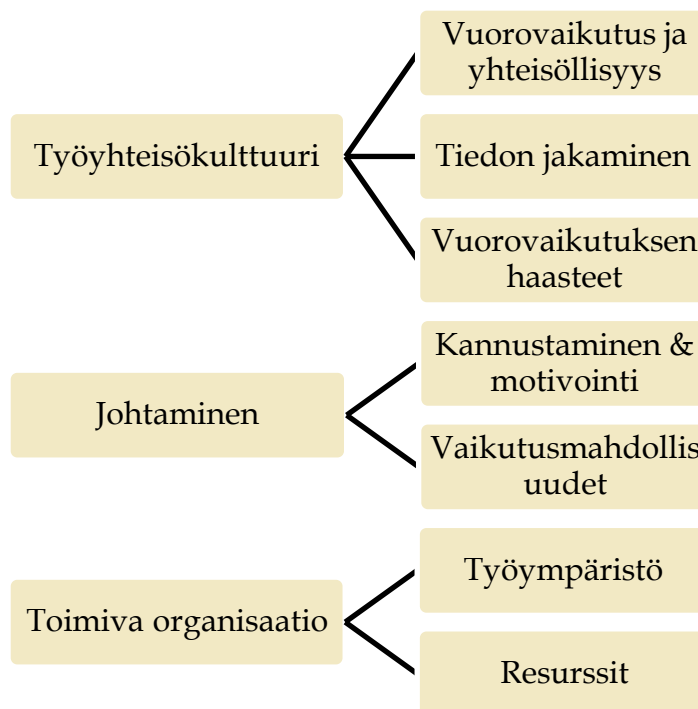 Työyhteisökulttuuri
Vuorovaikutus ja
yhteisöllisyys
Tiedon jakaminen
Vuorovaikutuksen
haasteet
Johtaminen
Kannustaminen &
motivointi
Vaikutusmahdollis
uudet
Toimiva organisaatio
Työympäristö
Resurssit